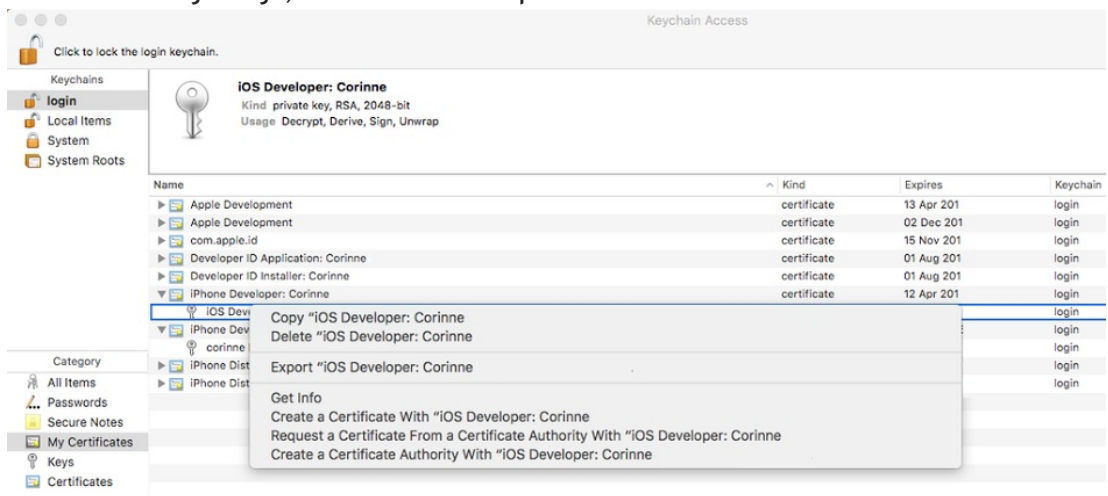 Keychain Access
Click to lock the login keychain.
Keychains
login
Local Items
System
System Roots
iOS Developer: Corinne
Kind private key, RSA, 2048-bit
Usage Decrypt, Derive, Sign, Unwrap
Name Kind Expires Keychain
Apple Development certificate 13 Apr 201 login
Apple Development certificate 02 Dec 201 login
com.apple.id certificate 15 Nov 201 login
Developer ID Application: Corinne certificate 01 Aug 201 login
Developer ID Installer: Corinne certificate 01 Aug 201 login
iPhone Developer: Corinne certificate 12 Apr 201 login
iOS Dev login
iPhone Dev login
corinne login
iPhone Dist login
iPhone Dist login
Copy “iOS Developer: Corinne
Delete “iOS Developer: Corinne
Export “iOS Developer: Corinne
Get Info
Create a Certificate With “iOS Developer: Corinne
Request a Certificate From a Certificate Authority With “iOS Developer: Corinne
Create a Certificate Authority With “iOS Developer: Corinne
Category
All Items
Passwords
Secure Notes
My Certificates
Keys
Certificates